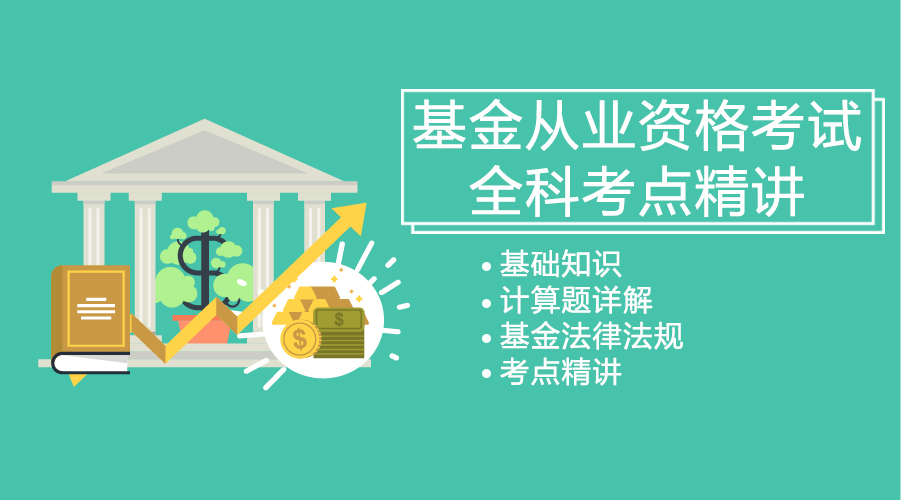 基金从业资格考试
全科考点精讲
• 基础知识
• 计算题详解
• 基金法律法规
• 考点精讲
$
$
$